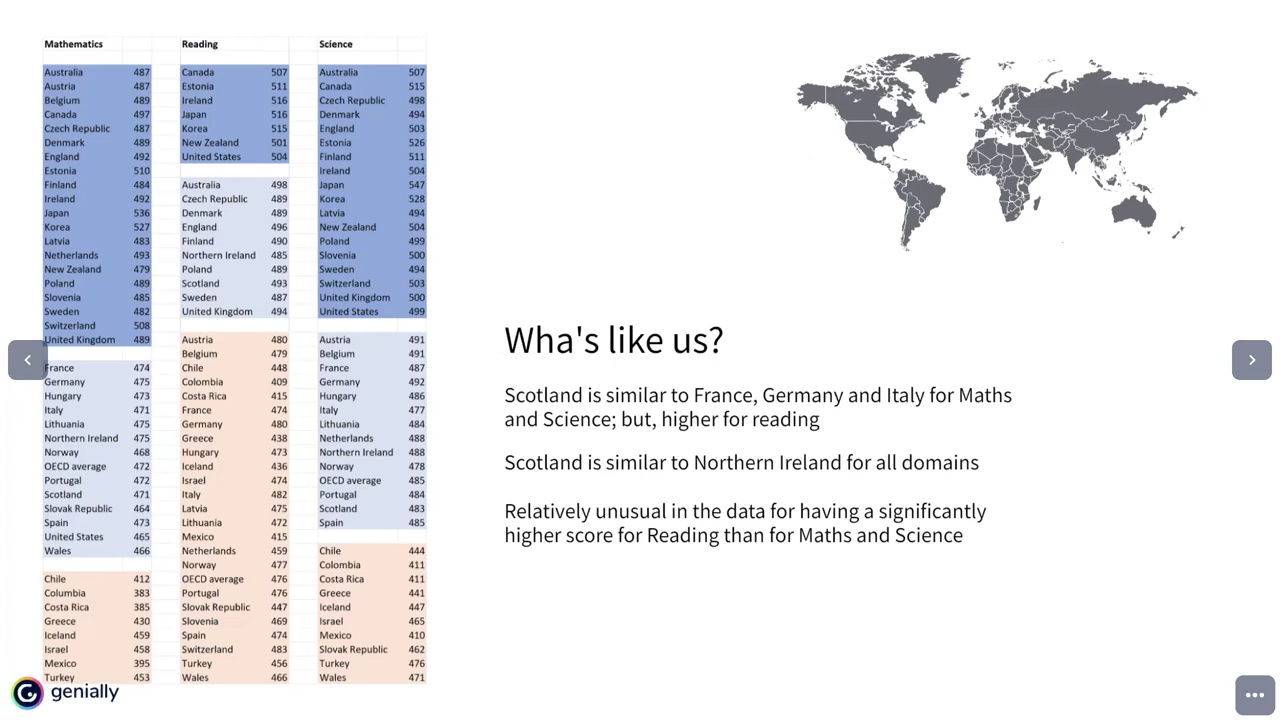 Mathematics Reading Science
Australia 487 Canada 507 Australia 507
Austria 487 Estonia 511 Canada 515
Belgium 489 Ireland 516 Czech Republic 498
Canada 497 Japan 516 Denmark 494
Czech Republic 487 Korea 515 England 503
Denmark 489 New Zealand 501 Estonia 526
England 492 United States 504 Finland 511
Estonia 510 Ireland 504
Finland 484 Australia 498 Japan 547
Ireland 492 Czech Republic 489 Korea 528
Japan 536 Denmark 489 Latvia 494
Korea 527 England 496 New Zealand 504
Latvia 483 Finland 490 Poland 499
Netherlands 493 Northern Ireland 485 Slovenia 500
New Zealand 479 Poland 489 Sweden 494
Poland 489 Scotland 493 Switzerland 503
Slovenia 485 Sweden 487 United Kingdom 500
Sweden 482 United Kingdom 494 United States 499
Switzerland 508
United Kingdom 489 Austria 480 Austria 491
Belgium 479 Belgium 491
France 474 Chile 448 France 487
Germany 475 Colombia 409 Germany 492
Hungary 473 Costa Rica 415 Hungary 486
Italy 471 France 474 Italy 477
Lithuania 475 Germany 480 Lithuania 484
Northern Ireland 475 Greece 438 Netherlands 488
Norway 468 Hungary 473 Northern Ireland 488
OECD average 472 Iceland 436 Norway 478
Portugal 472 Israel 474 OECD average 485
Scotland 471 Italy 482 Portugal 484
Slovak Republic 464 Latvia 475 Scotland 483
Spain 473 Lithuania 472 Spain 485
United States 465 Mexico 415
Wales 466 Netherlands 459 Chile 444
Norway 477 Colombia 411
Chile 412 OECD average 476 Costa Rica 411
Columbia 383 Portugal 476 Greece 441
Costa Rica 385 Slovak Republic 447 Iceland 447
Greece 430 Slovenia 469 Israel 465
Iceland 459 Spain 474 Mexico 410
Israel 458 Switzerland 483 Slovak Republic 462
Mexico 395 Turkey 456 Turkey 476
Turkey 453 Wales 466 Wales 471
Wha's like us?
Scotland is similar to France, Germany and Italy for Maths
and Science; but, higher for reading
Scotland is similar to Northern Ireland for all domains
Relatively unusual in the data for having a significantly
higher score for Reading than for Maths and Science
genially